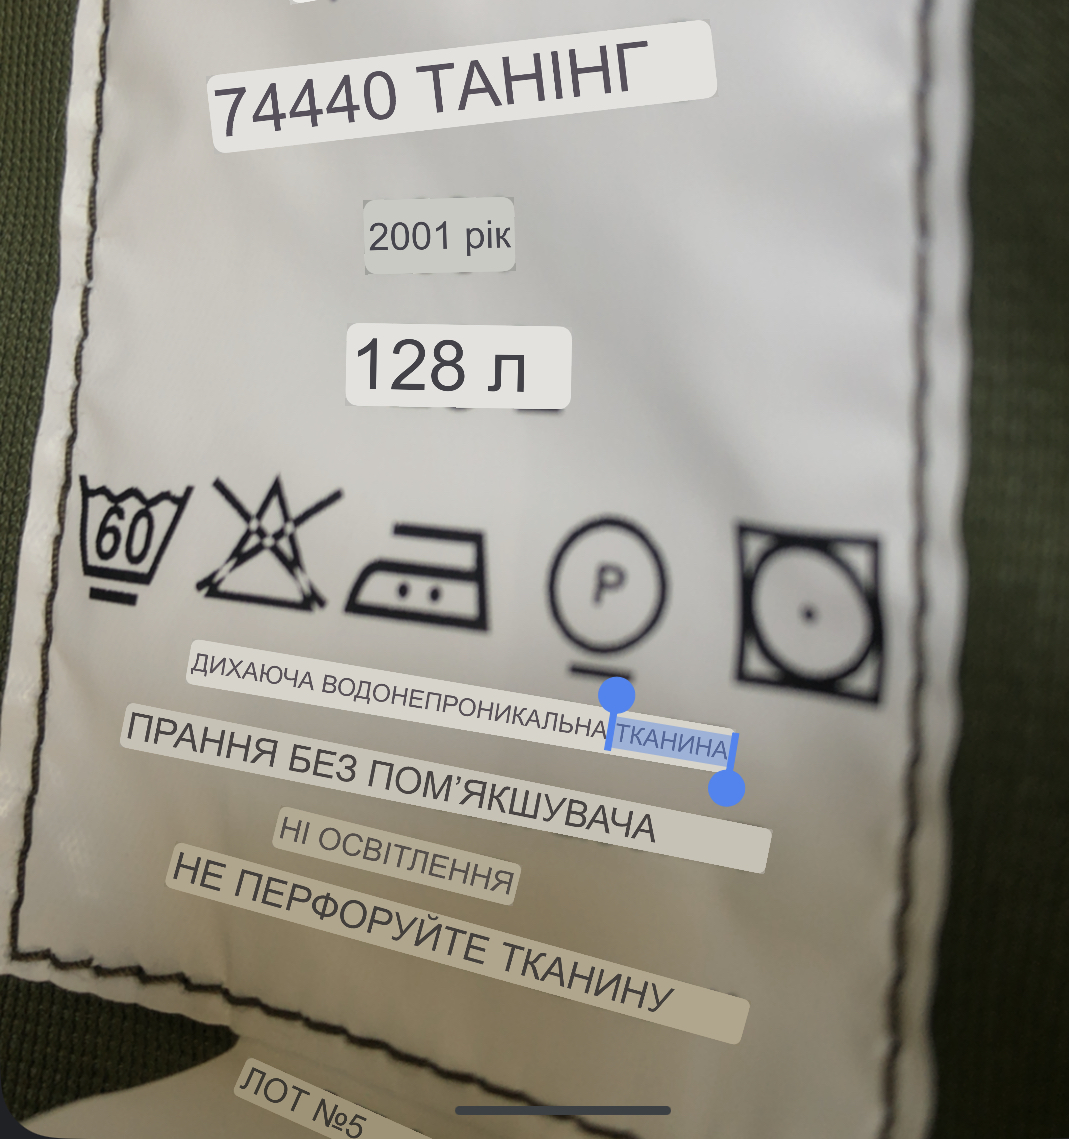 74440 ТАНІНГ
2001 рік
128 л
60
P
ДИХАЮЧА ВОДОНЕПРОНИКАЛЬНА ТКАНИНА
ПРАННЯ БЕЗ ПОМ’ЯКШУВАЧА
НІ ОСВІТЛЕННЯ
НЕ ПЕРФОРУЙТЕ ТКАНИНУ
ЛОТ №5